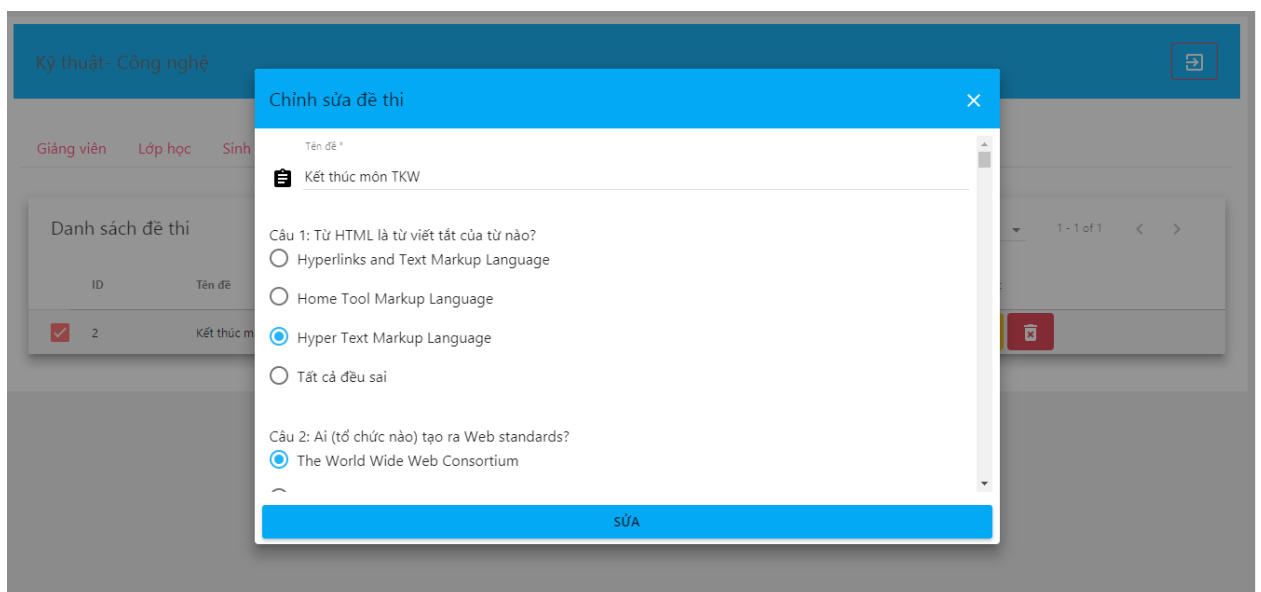 Kỹ thuật- Công nghệ
Chỉnh sửa đề thi
Giảng viên Lớp học Sinh
Tên đề *
Kết thúc môn TKW
Danh sách đề thi
1 - 1 of 1
Câu 1: Từ HTML là từ viết tắt của từ nào?
Hyperlinks and Text Markup Language
ID Tên đề
Home Tool Markup Language
2 Kết thúc m
Hyper Text Markup Language
Tất cả đều sai
Câu 2: Ai (tổ chức nào) tạo ra Web standards?
The World Wide Web Consortium
SỬA